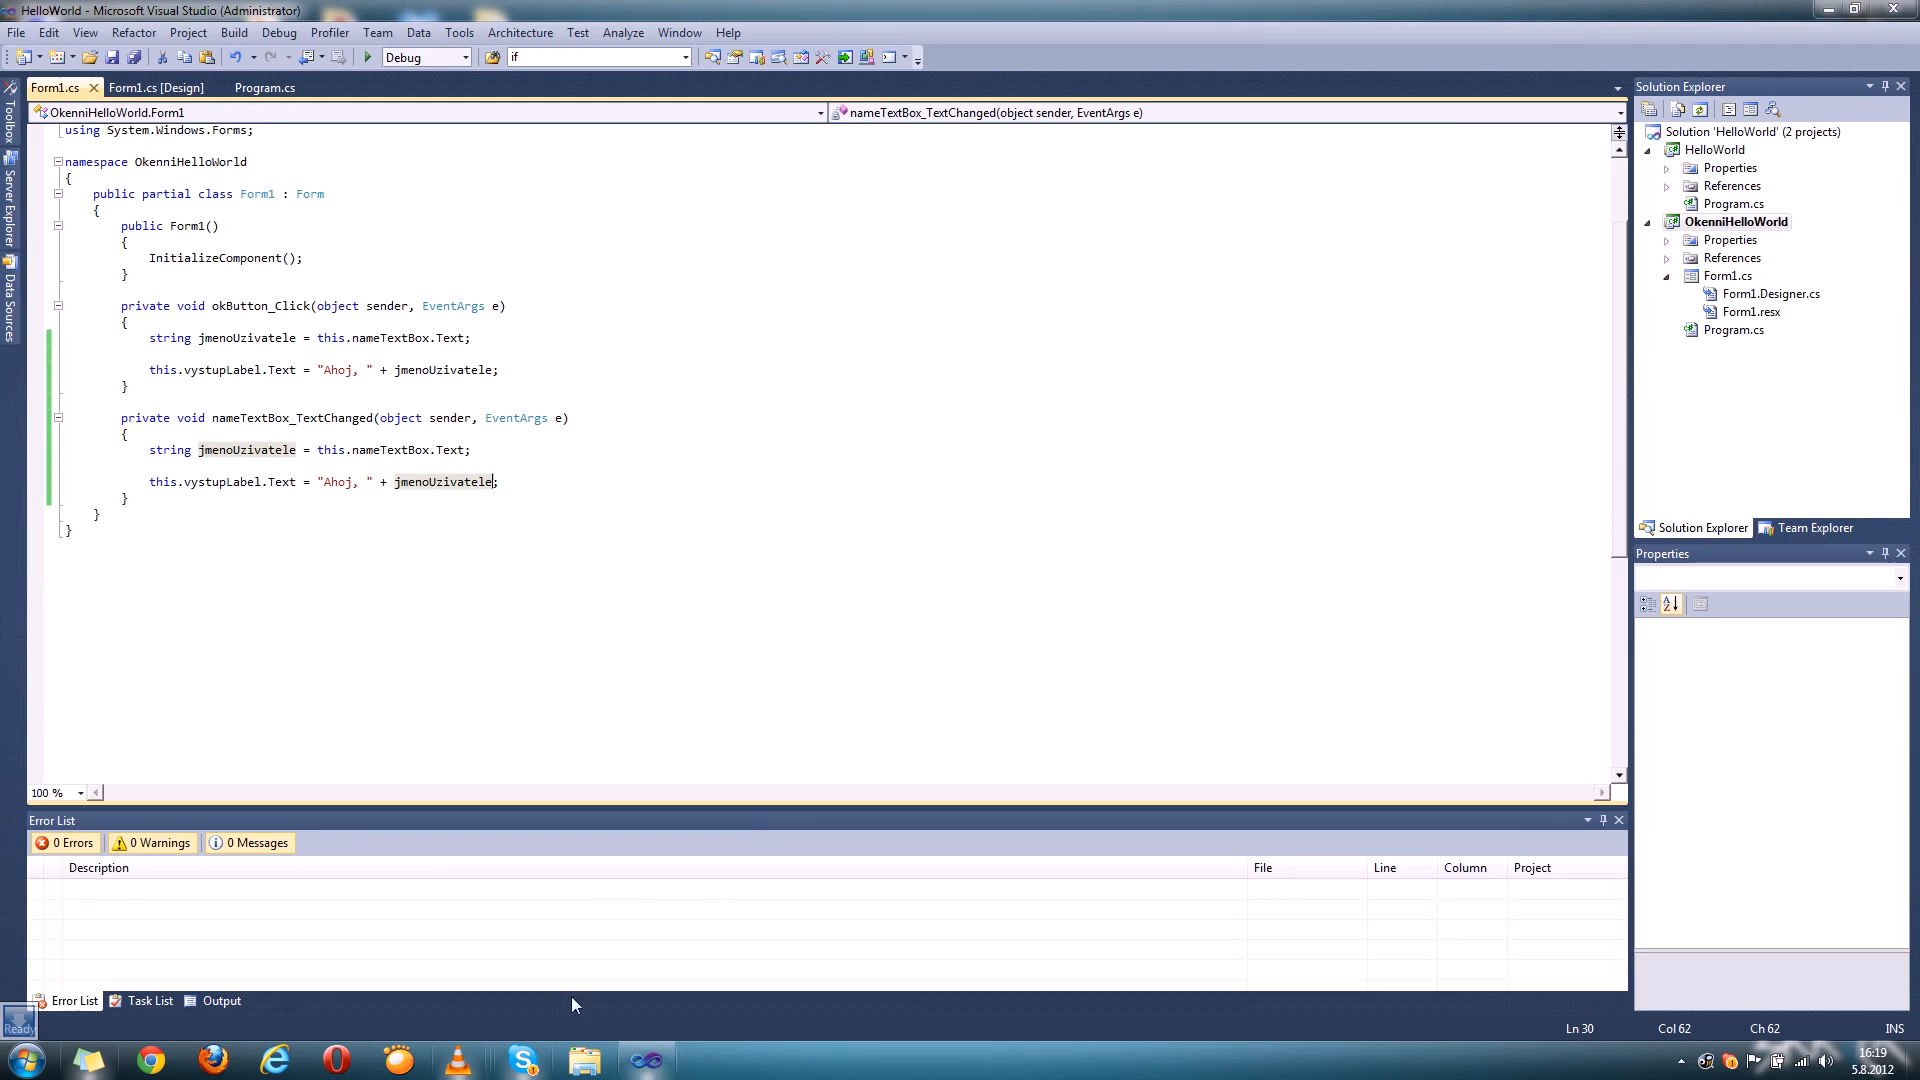 HelloWorld - Microsoft Visual Studio (Administrator)
File Edit View Refactor Project Build Debug Profiler Team Data Tools Architecture Test Analyze Window Help
Debug if
Form1.cs Form1.cs [Design] Program.cs
OkenniHelloWorld.Form1 nameTextBox_TextChanged(object sender, EventArgs e)
using System.Windows.Forms;
namespace OkenniHelloWorld
{
public partial class Form1 : Form
{
public Form1()
{
InitializeComponent();
}
private void okButton_Click(object sender, EventArgs e)
{
string jmenoUzivatele = this.nameTextBox.Text;
this.vystupLabel.Text = "Ahoj, " + jmenoUzivatele;
}
private void nameTextBox_TextChanged(object sender, EventArgs e)
{
string jmenoUzivatele = this.nameTextBox.Text;
this.vystupLabel.Text = "Ahoj, " + jmenoUzivatele;
}
}
}
100 %
Toolbox
Server Explorer
Data Sources
Solution Explorer
Solution 'HelloWorld' (2 projects)
HelloWorld
Properties
References
Program.cs
OkenniHelloWorld
Properties
References
Form1.cs
Form1.Designer.cs
Form1.resx
Program.cs
Solution Explorer Team Explorer
Properties
Error List
0 Errors 0 Warnings 0 Messages
Description File Line Column Project
Error List Task List Output
Ready Ln 30 Col 62 Ch 62 INS
16:19
5.8.2012